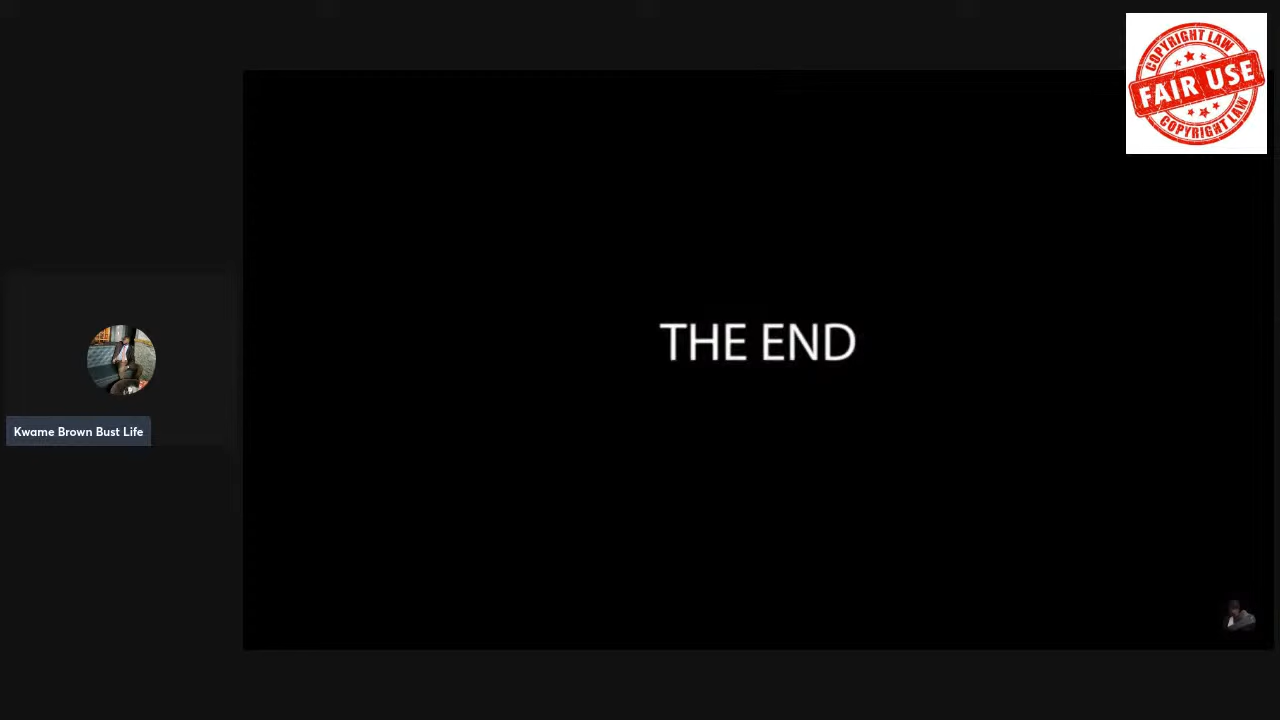 COPYRIGHT LAW
FAIR USE
COPYRIGHT LAW
THE END
Kwame Brown Bust Life